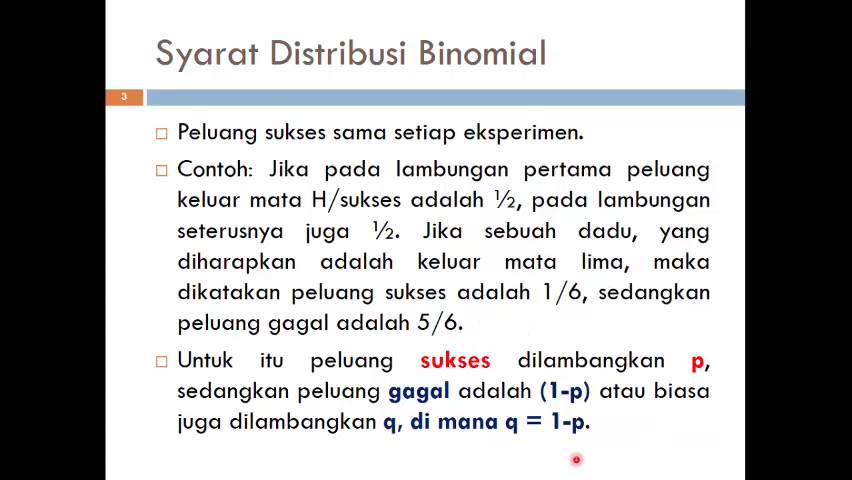 Syarat Distribusi Binomial
3
Peluang sukses sama setiap eksperimen.
Contoh: Jika pada lambungan pertama peluang
keluar mata H/sukses adalah ½, pada lambungan
seterusnya juga ½. Jika sebuah dadu, yang
diharapkan adalah keluar mata lima, maka
dikatakan peluang sukses adalah 1/6, sedangkan
peluang gagal adalah 5/6.
Untuk itu peluang sukses dilambangkan p,
sedangkan peluang gagal adalah (1-p) atau biasa
juga dilambangkan q, di mana q = 1-p.